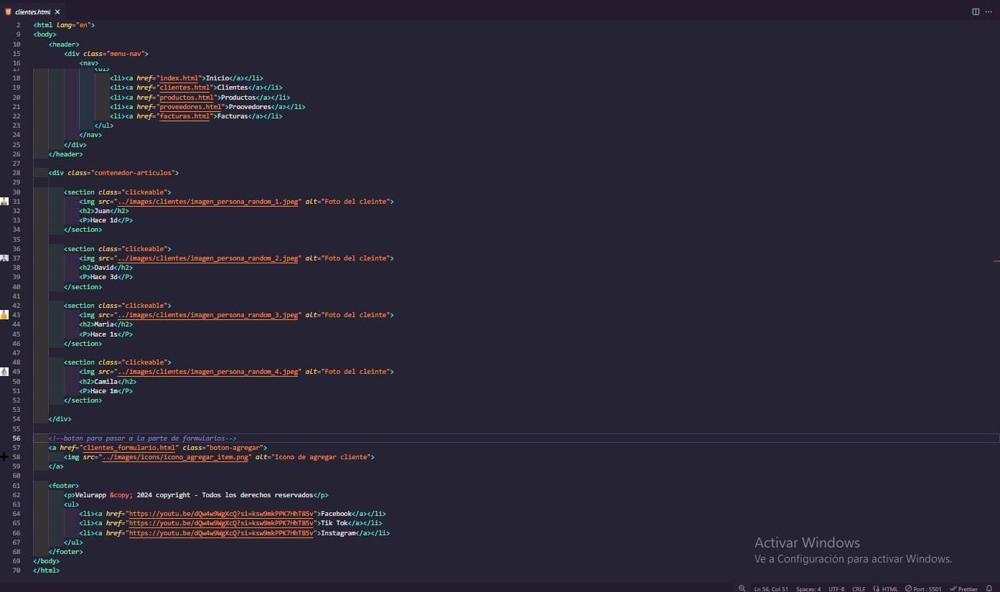 clientes.html
2 <html lang="en">
9 <body>
10 <header>
15 <div class="menu-nav">
16 <nav>
17 <ul>
18 <li><a href="index.html">Inicio</a></li>
19 <li><a href="clientes.html">Clientes</a></li>
20 <li><a href="productos.html">Productos</a></li>
21 <li><a href="proveedores.html">Proovedores</a></li>
22 <li><a href="facturas.html">Facturas</a></li>
23 </ul>
24 </nav>
25 </div>
26 </header>
27
28 <div class="contenedor-articulos">
29
30 <section class="clickeable">
31 <img src="../images/clientes/imagen_persona_random_1.jpeg" alt="Foto del cleinte">
32 <h2>Juan</h2>
33 <P>Hace 1d</P>
34 </section>
35
36 <section class="clickeable">
37 <img src="../images/clientes/imagen_persona_random_2.jpeg" alt="Foto del cleinte">
38 <h2>David</h2>
39 <P>Hace 3d</P>
40 </section>
41
42 <section class="clickeable">
43 <img src="../images/clientes/imagen_persona_random_3.jpeg" alt="Foto del cleinte">
44 <h2>Maria</h2>
45 <P>Hace 1s</P>
46 </section>
47
48 <section class="clickeable">
49 <img src="../images/clientes/imagen_persona_random_4.jpeg" alt="Foto del cleinte">
50 <h2>Camila</h2>
51 <P>Hace 1m</P>
52 </section>
53
54 </div>
55
56 <!--boton para pasar a la parte de formularios-->
57 <a href="clientes_formulario.html" class="boton-agregar">
58 <img src="../images/icons/icono_agregar_item.png" alt="Icono de agregar cliente">
59 </a>
60
61 <footer>
62 <p>Velurapp &copy; 2024 copyright - Todos los derechos reservados</p>
63 <ul>
64 <li><a href="https://youtu.be/dQw4w9WgXcQ?si=ksw9mkPPK7HhT85v">Facebook</a></li>
65 <li><a href="https://youtu.be/dQw4w9WgXcQ?si=ksw9mkPPK7HhT85v">Tik Tok</a></li>
66 <li><a href="https://youtu.be/dQw4w9WgXcQ?si=ksw9mkPPK7HhT85v">Instagram</a></li>
67 </ul>
68 </footer>
69 </body>
70 </html>
Activar Windows
Ve a Configuración para activar Windows.
Ln 56, Col 51 Spaces: 4 UTF-8 CRLF HTML Port : 5501 Prettier